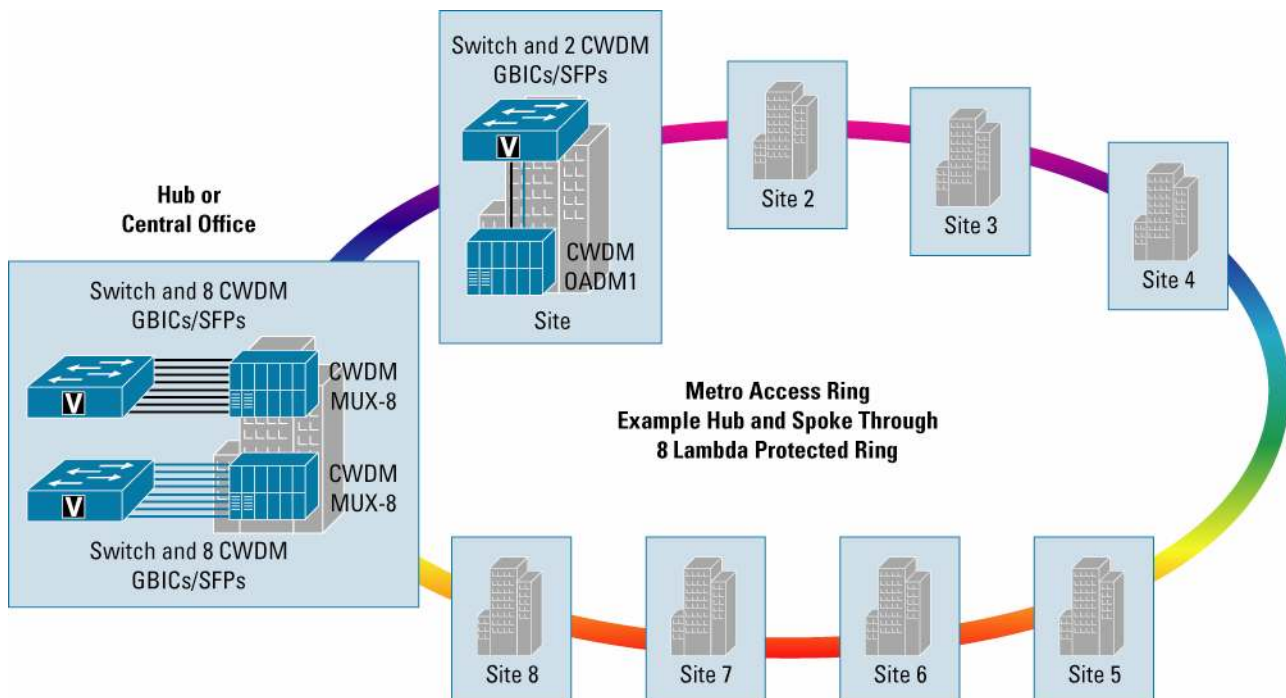 Switch and 2 CWDM
GBICs/SFPs
V
CWDM
OADM1
Site
Site 2
Site 3
Site 4
Hub or
Central Office
Switch and 8 CWDM
GBICs/SFPs
V
CWDM
MUX-8
V
CWDM
MUX-8
Switch and 8 CWDM
GBICs/SFPs
Metro Access Ring
Example Hub and Spoke Through
8 Lambda Protected Ring
Site 8
Site 7
Site 6
Site 5